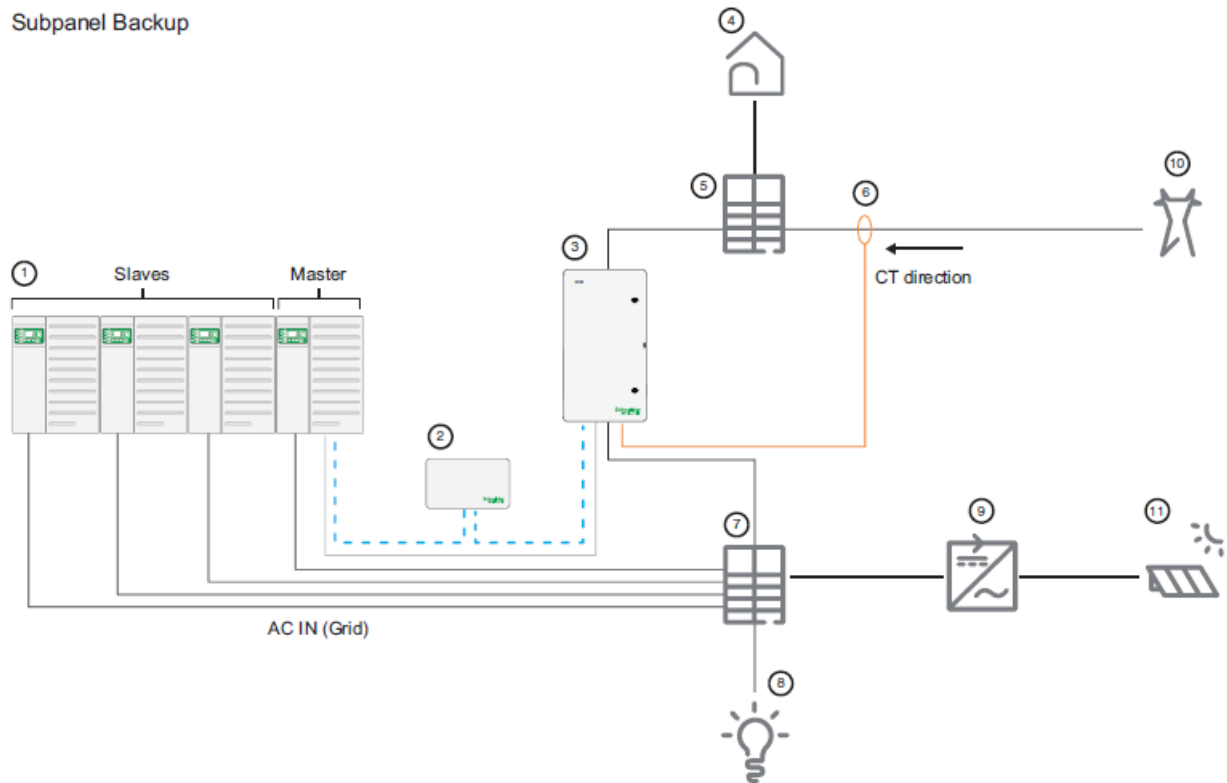 Subpanel Backup
4
10
5
6
3
CT direction
1
Slaves
Master
2
7
9
11
AC IN (Grid)
8